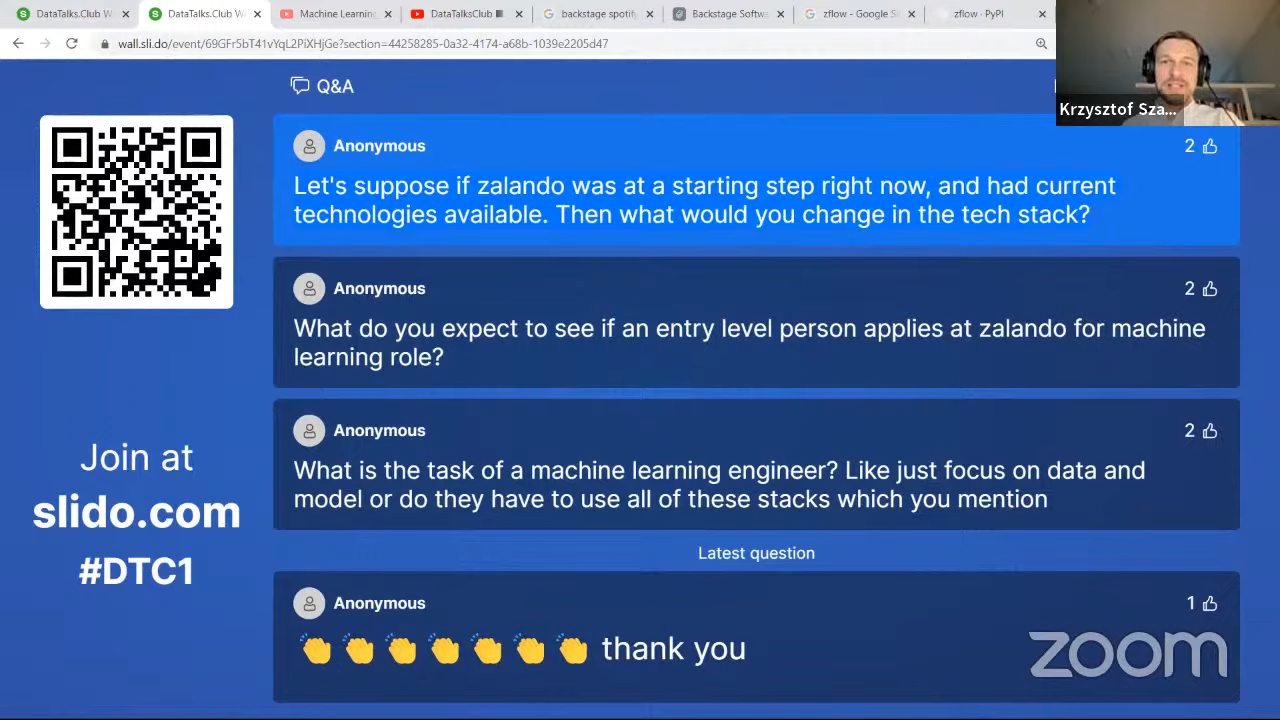 DataTalks.Club W
DataTalks.Club W
Machine Learning
DataTalksClub
backstage spotif
Backstage Softwa
zflow - Google S
zflow · PyPI
wall.sli.do/event/69GFr5bT41vYqL2PiXHjGe?section=44258285-0a32-4174-a68b-1039e2205d47
Krzysztof Sza...
Q&A
Anonymous
2
Let's suppose if zalando was at a starting step right now, and had current
technologies available. Then what would you change in the tech stack?
Anonymous
2
What do you expect to see if an entry level person applies at zalando for machine
learning role?
Anonymous
2
What is the task of a machine learning engineer? Like just focus on data and
model or do they have to use all of these stacks which you mention
Join at
slido.com
#DTC1
Latest question
Anonymous
1
👏 👏 👏 👏 👏 👏 👏 thank you
zoom